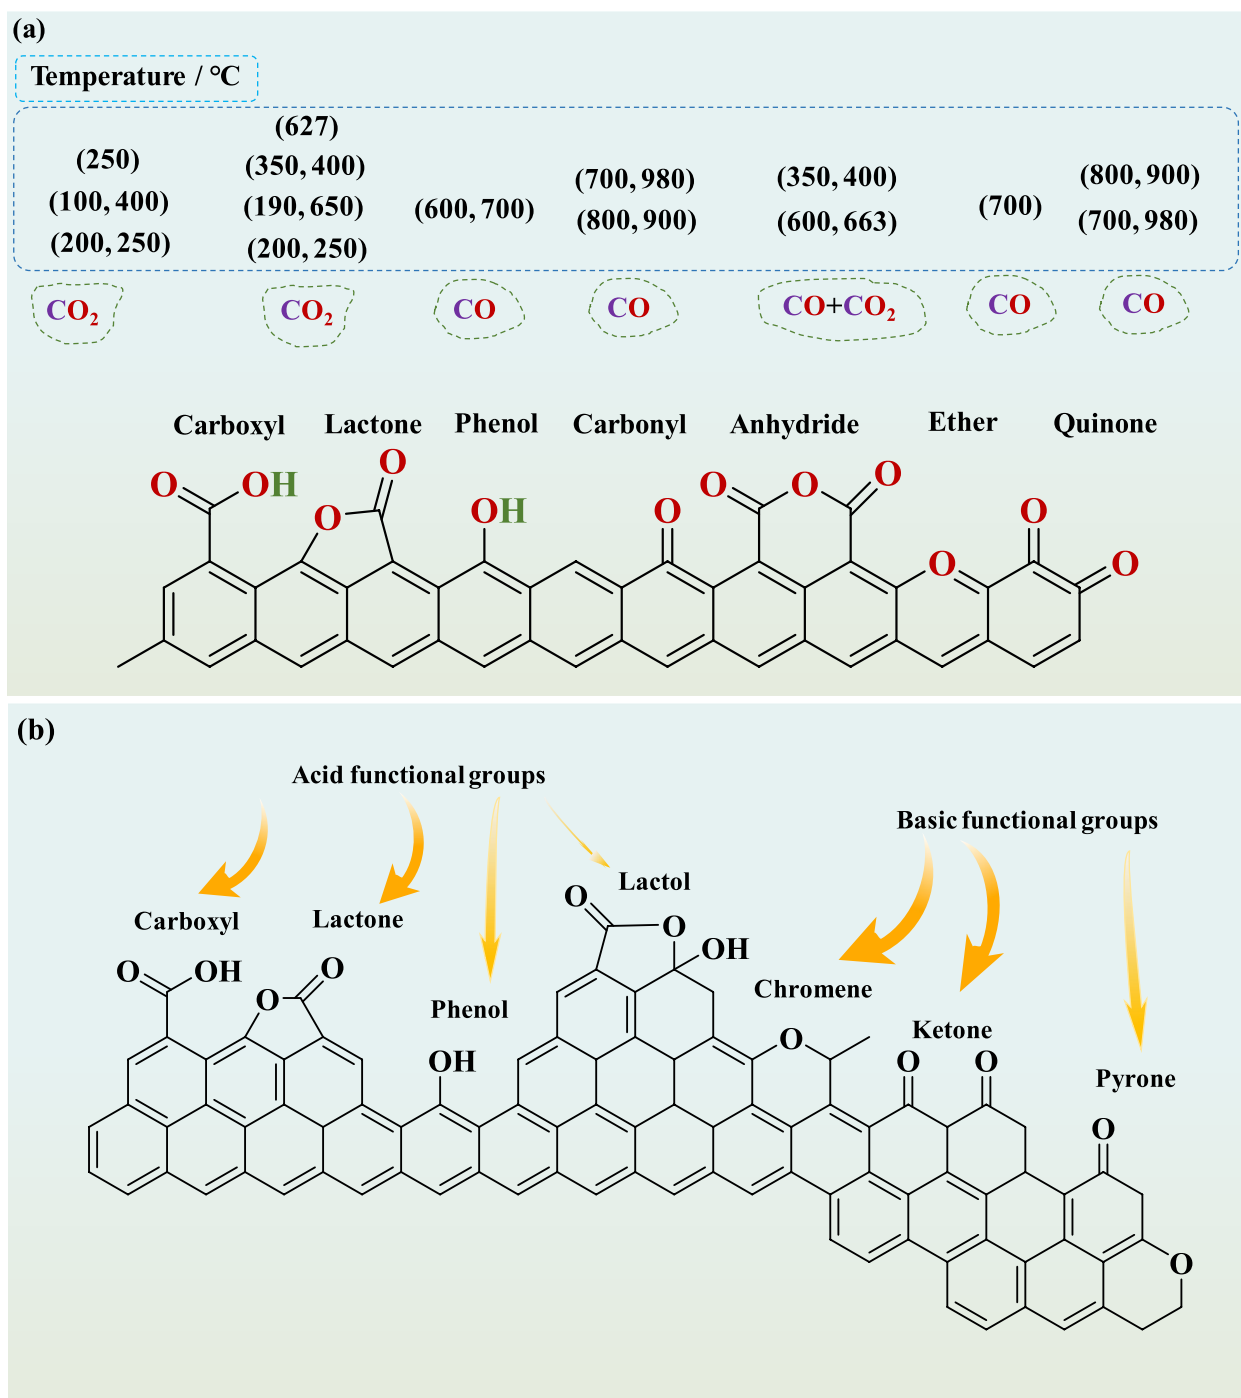 (a)
Temperature / °C
(627)
(250) (350, 400) (700, 980) (350, 400) (800, 900)
(100, 400) (190, 650) (600, 700) (800, 900) (600, 663) (700) (700, 980)
(200, 250) (200, 250)
CO₂ CO₂ CO CO CO+CO₂ CO CO
Carboxyl Lactone Phenol Carbonyl Anhydride Ether Quinone
O OH O O OH O O O O O O O
(b)
Acid functional groups
Basic functional groups
Carboxyl Lactone Lactol
O O OH
Phenol Chromene
O OH O O
Ketone
OH O O O
Pyrone
O
O